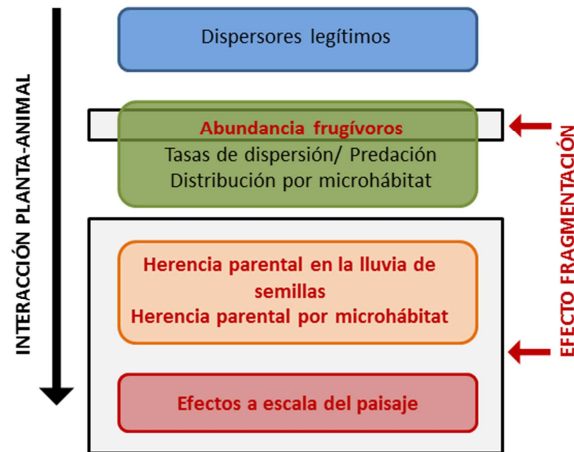 Dispersores legítimos
Abundancia frugívoros
Tasas de dispersión/ Predación
Distribución por microhábitat
Herencia parental en la lluvia de
semillas
Herencia parental por microhábitat
Efectos a escala del paisaje
INTERACCIÓN PLANTA-ANIMAL
EFECTO FRAGMENTACIÓN